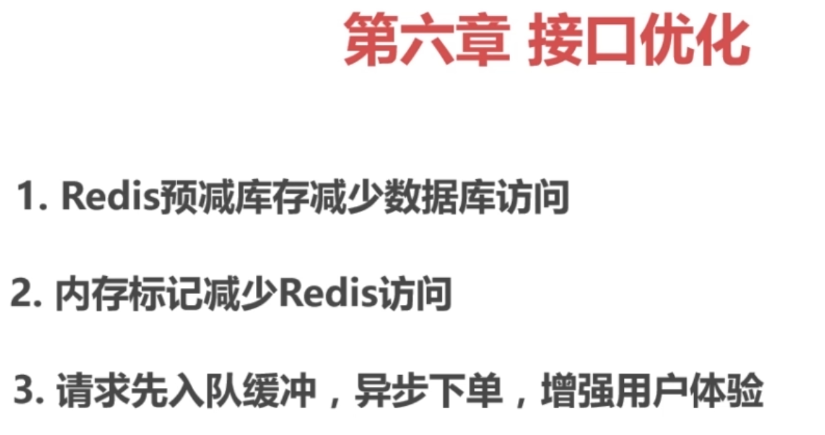 第六章 接口优化
1. Redis预减库存减少数据库访问
2. 内存标记减少Redis访问
3. 请求先入队缓冲，异步下单，增强用户体验